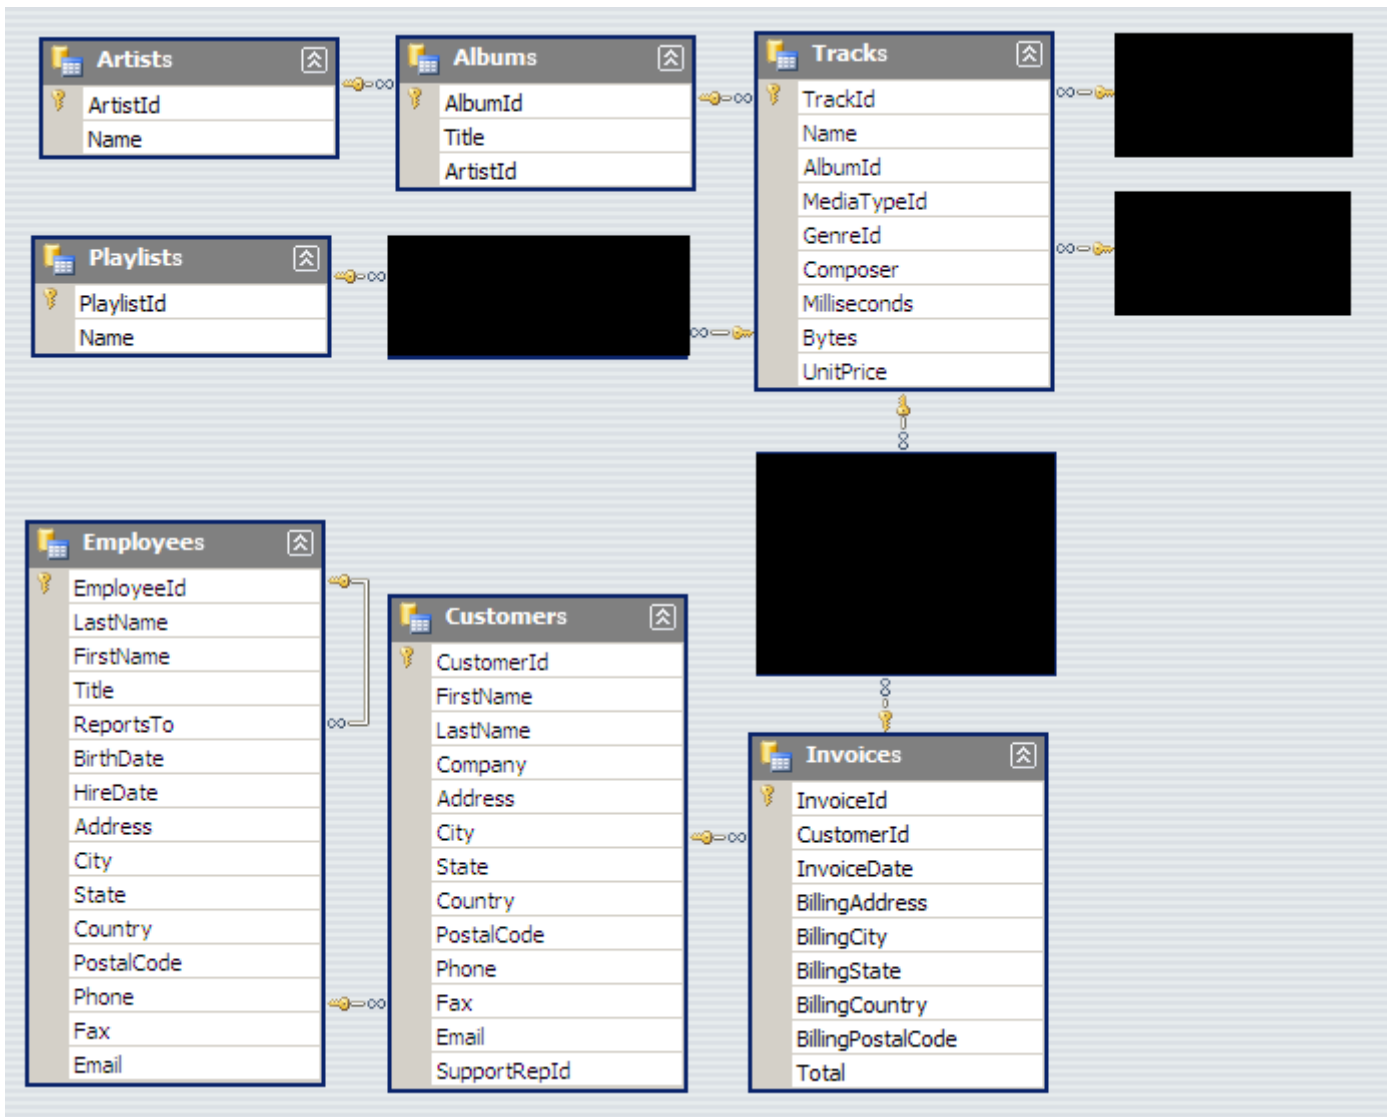 Artists
ArtistId
Name
Albums
AlbumId
Title
ArtistId
Tracks
TrackId
Name
AlbumId
MediaTypeId
GenreId
Composer
Milliseconds
Bytes
UnitPrice
Playlists
PlaylistId
Name
Employees
EmployeeId
LastName
FirstName
Title
ReportsTo
BirthDate
HireDate
Address
City
State
Country
PostalCode
Phone
Fax
Email
Customers
CustomerId
FirstName
LastName
Company
Address
City
State
Country
PostalCode
Phone
Fax
Email
SupportRepId
Invoices
InvoiceId
CustomerId
InvoiceDate
BillingAddress
BillingCity
BillingState
BillingCountry
BillingPostalCode
Total